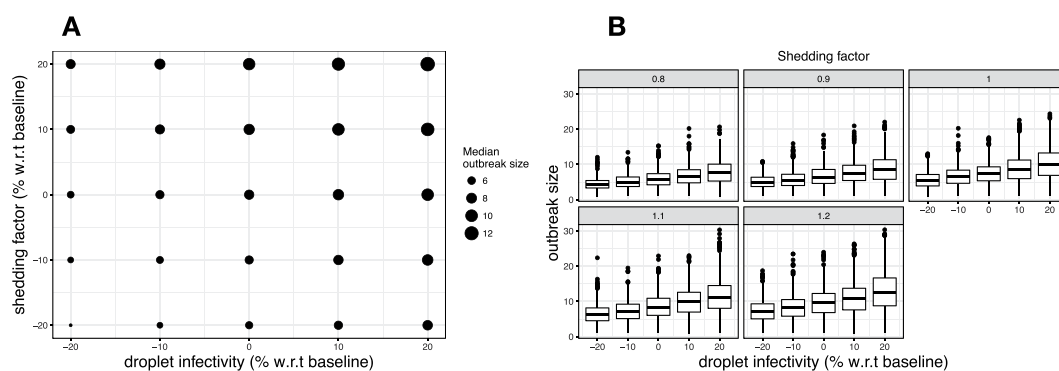 A
shedding factor (% w.r.t baseline)
20
10
0
−10
−20
−20 −10 0 10 20
droplet infectivity (% w.r.t baseline)
Median
outbreak size
6
8
10
12
B
Shedding factor
0.8 0.9 1
outbreak size
30
20
10
0
−20 −10 0 10 20
1.1 1.2
30
20
10
0
−20 −10 0 10 20 −20 −10 0 10 20
droplet infectivity (% w.r.t baseline)